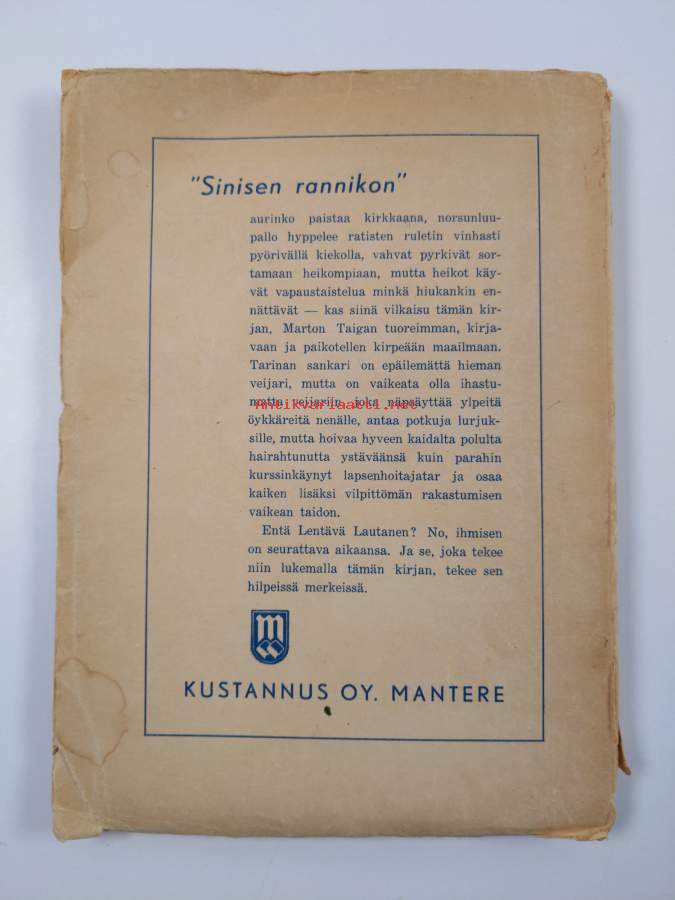 "Sinisen rannikon"
aurinko paistaa kirkkaana, norsunluu-
pallo hyppelee ratisten ruletin vinhasti
pyörivällä kiekolla, vahvat pyrkivät sor-
tamaan heikompiaan, mutta heikot käy-
vät vapaustaistelua minkä hiukankin en-
nättävät — kas siinä vilkaisu tämän kir-
jan, Marton Taigan tuoreimman, kirja-
vaan ja paikotellen kirpeään maailmaan.
Tarinan sankari on epäilemättä hieman
veijari, mutta on vaikeata olla ihastu-
matta veijariin, joka näpsäyttää ylpeitä
Antikvariaatti.net
öykkäreitä nenälle, antaa potkuja lurjuk-
sille, mutta hoivaa hyveen kaidalta polulta
hairahtunutta ystäväänsä kuin parahin
kurssinkäynyt lapsenhoitajatar ja osaa
kaiken lisäksi vilpittömän rakastumisen
vaikean taidon.
Entä Lentävä Lautanen? No, ihmisen
on seurattava aikaansa. Ja se, joka tekee
niin lukemalla tämän kirjan, tekee sen
hilpeissä merkeissä.
m
KUSTANNUS OY. MANTERE